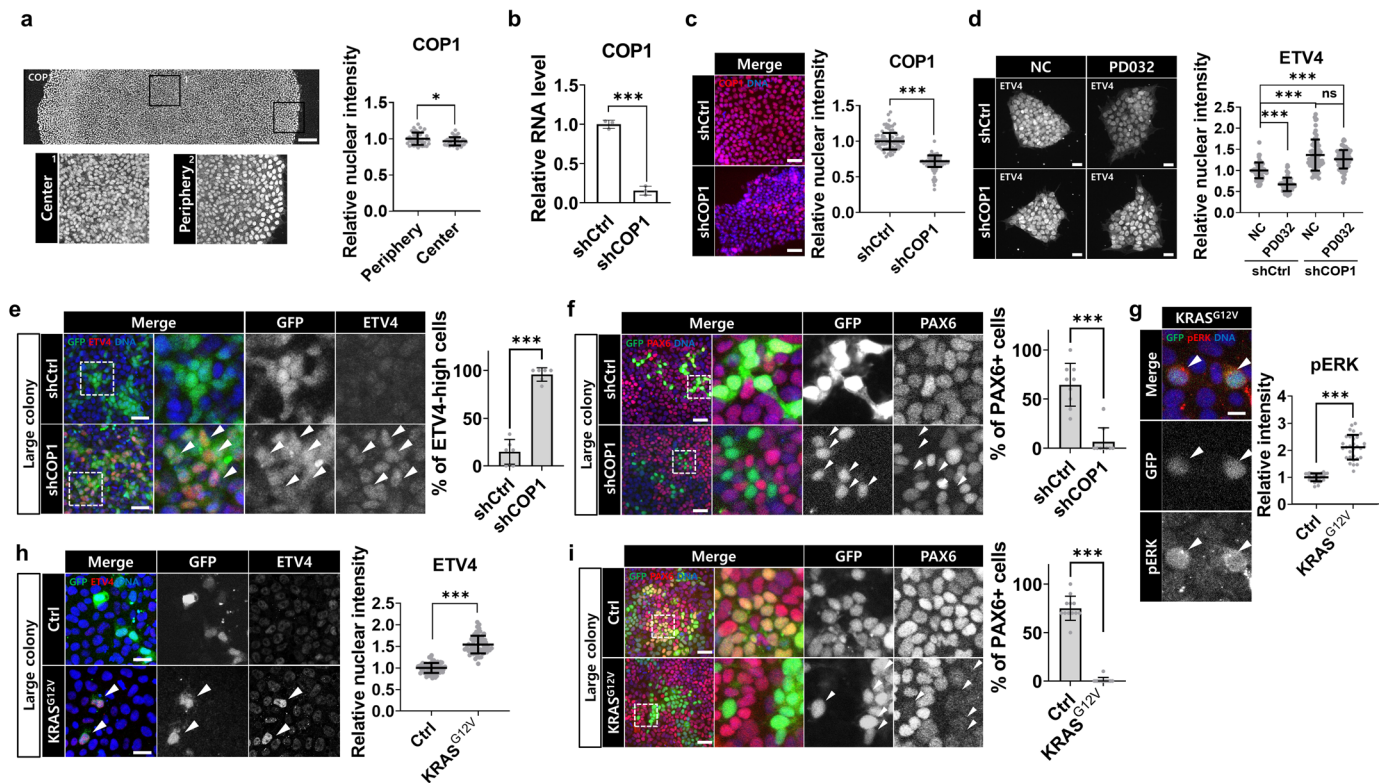 a
COP1
1
Center
1
Periphery
2
COP1
Relative nuclear intensity
*
1.5
1.0
0.5
0.0
Periphery
Center
b
COP1
Relative RNA level
***
1.5
1.0
0.5
0.0
shCtrl
shCOP1
c
Merge
COP1 DNA
shCtrl
shCOP1
COP1
Relative nuclear intensity
***
1.5
1.0
0.5
0.0
shCtrl
shCOP1
d
NC
PD032
shCtrl
ETV4
ETV4
shCOP1
ETV4
ETV4
ETV4
Relative nuclear intensity
***
***
ns
***
2.5
2.0
1.5
1.0
0.5
0.0
NC
PD032
NC
PD032
shCtrl
shCOP1
e
Large colony
Merge
GFP
ETV4
GFP ETV4 DNA
shCtrl
shCOP1
% of ETV4-high cells
***
100
50
0
shCtrl
shCOP1
f
Large colony
Merge
GFP
PAX6
GFP PAX6 DNA
shCtrl
shCOP1
% of PAX6+ cells
***
100
50
0
shCtrl
shCOP1
g
KRASG12V
GFP pERK DNA
Merge
GFP
pERK
pERK
Relative intensity
***
4
3
2
1
0
Ctrl
KRASG12V
h
Large colony
Merge
GFP
ETV4
GFP ETV4 DNA
Ctrl
KRASG12V
ETV4
Relative nuclear intensity
***
2.5
2.0
1.5
1.0
0.5
0.0
Ctrl
KRASG12V
i
Large colony
Merge
GFP
PAX6
GFP PAX6 DNA
Ctrl
KRASG12V
% of PAX6+ cells
***
100
50
0
Ctrl
KRASG12V